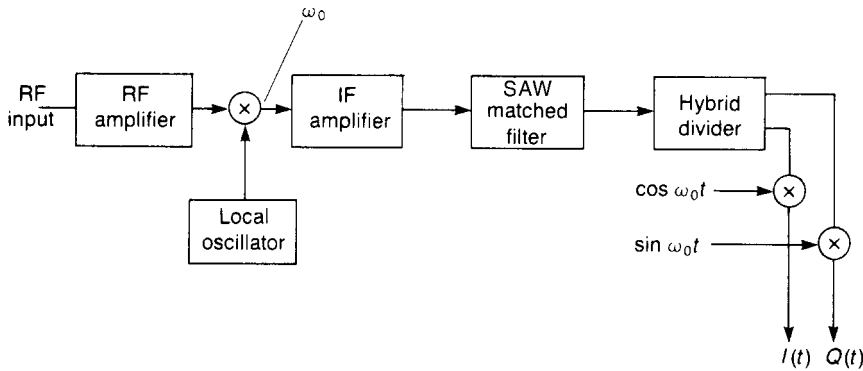 ω₀
RF
input
RF
amplifier
×
IF
amplifier
SAW
matched
filter
Hybrid
divider
Local
oscillator
cos ω₀t
×
sin ω₀t
×
I(t)
Q(t)